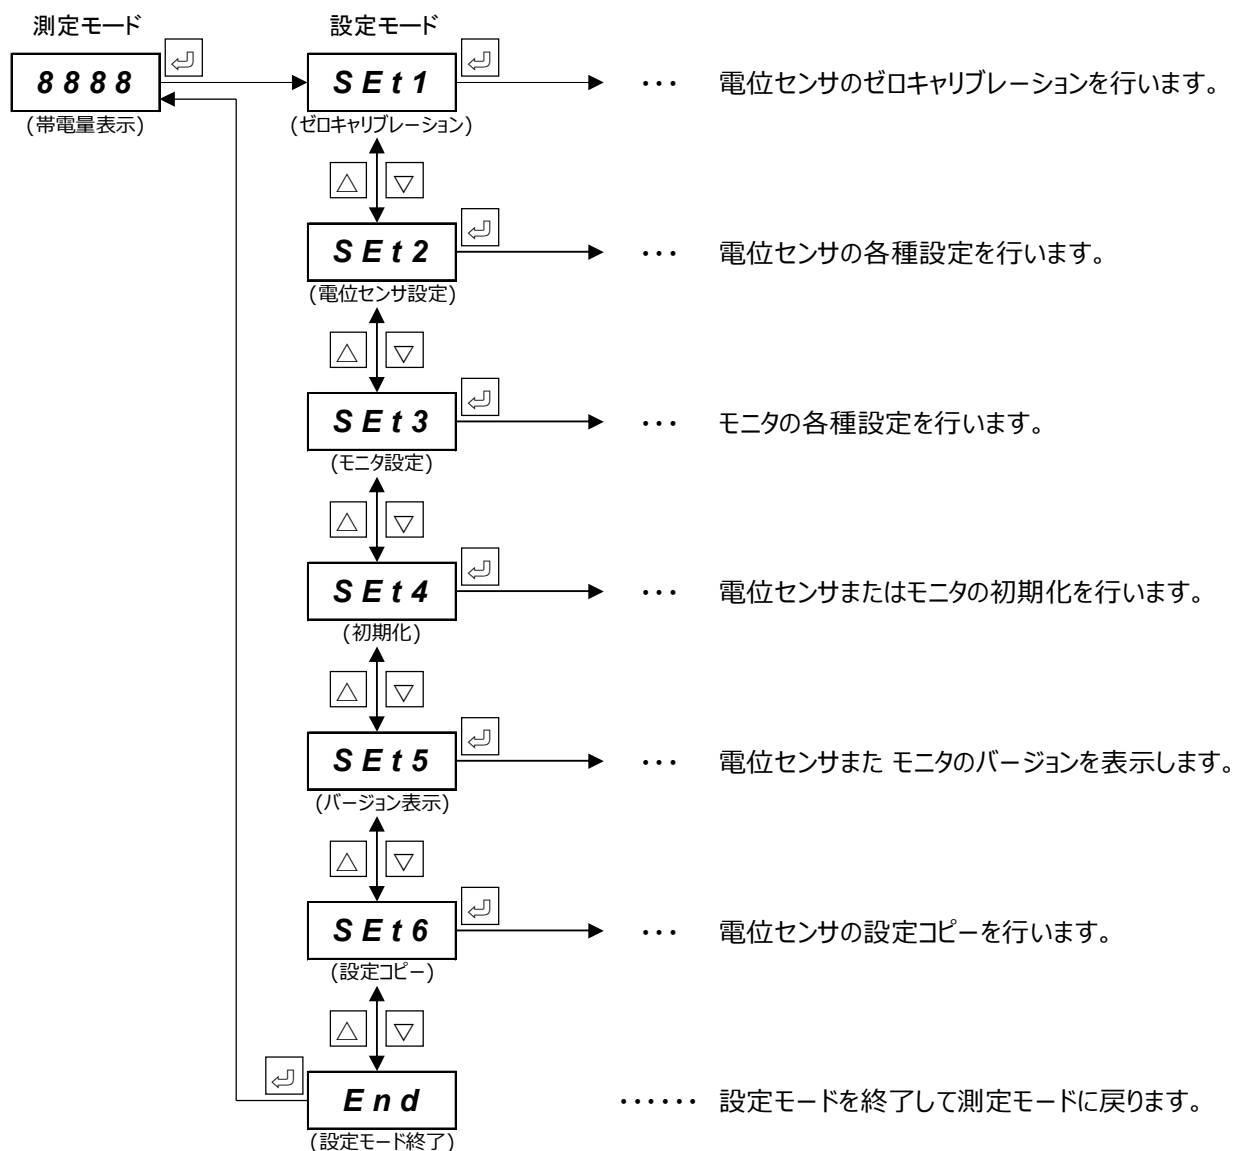 測定モード
設定モード
8888
⏎
SEt1
⏎
··· 電位センサのゼロキャリブレーションを行います。
(帯電量表示)
(ゼロキャリブレーション)
△ ▽
SEt2
⏎
··· 電位センサの各種設定を行います。
(電位センサ設定)
△ ▽
SEt3
⏎
··· モニタの各種設定を行います。
(モニタ設定)
△ ▽
SEt4
⏎
··· 電位センサまたはモニタの初期化を行います。
(初期化)
△ ▽
SEt5
⏎
··· 電位センサまた モニタのバージョンを表示します。
(バージョン表示)
△ ▽
SEt6
⏎
··· 電位センサの設定コピーを行います。
(設定コピー)
△ ▽
⏎
End
······ 設定モードを終了して測定モードに戻ります。
(設定モード終了)